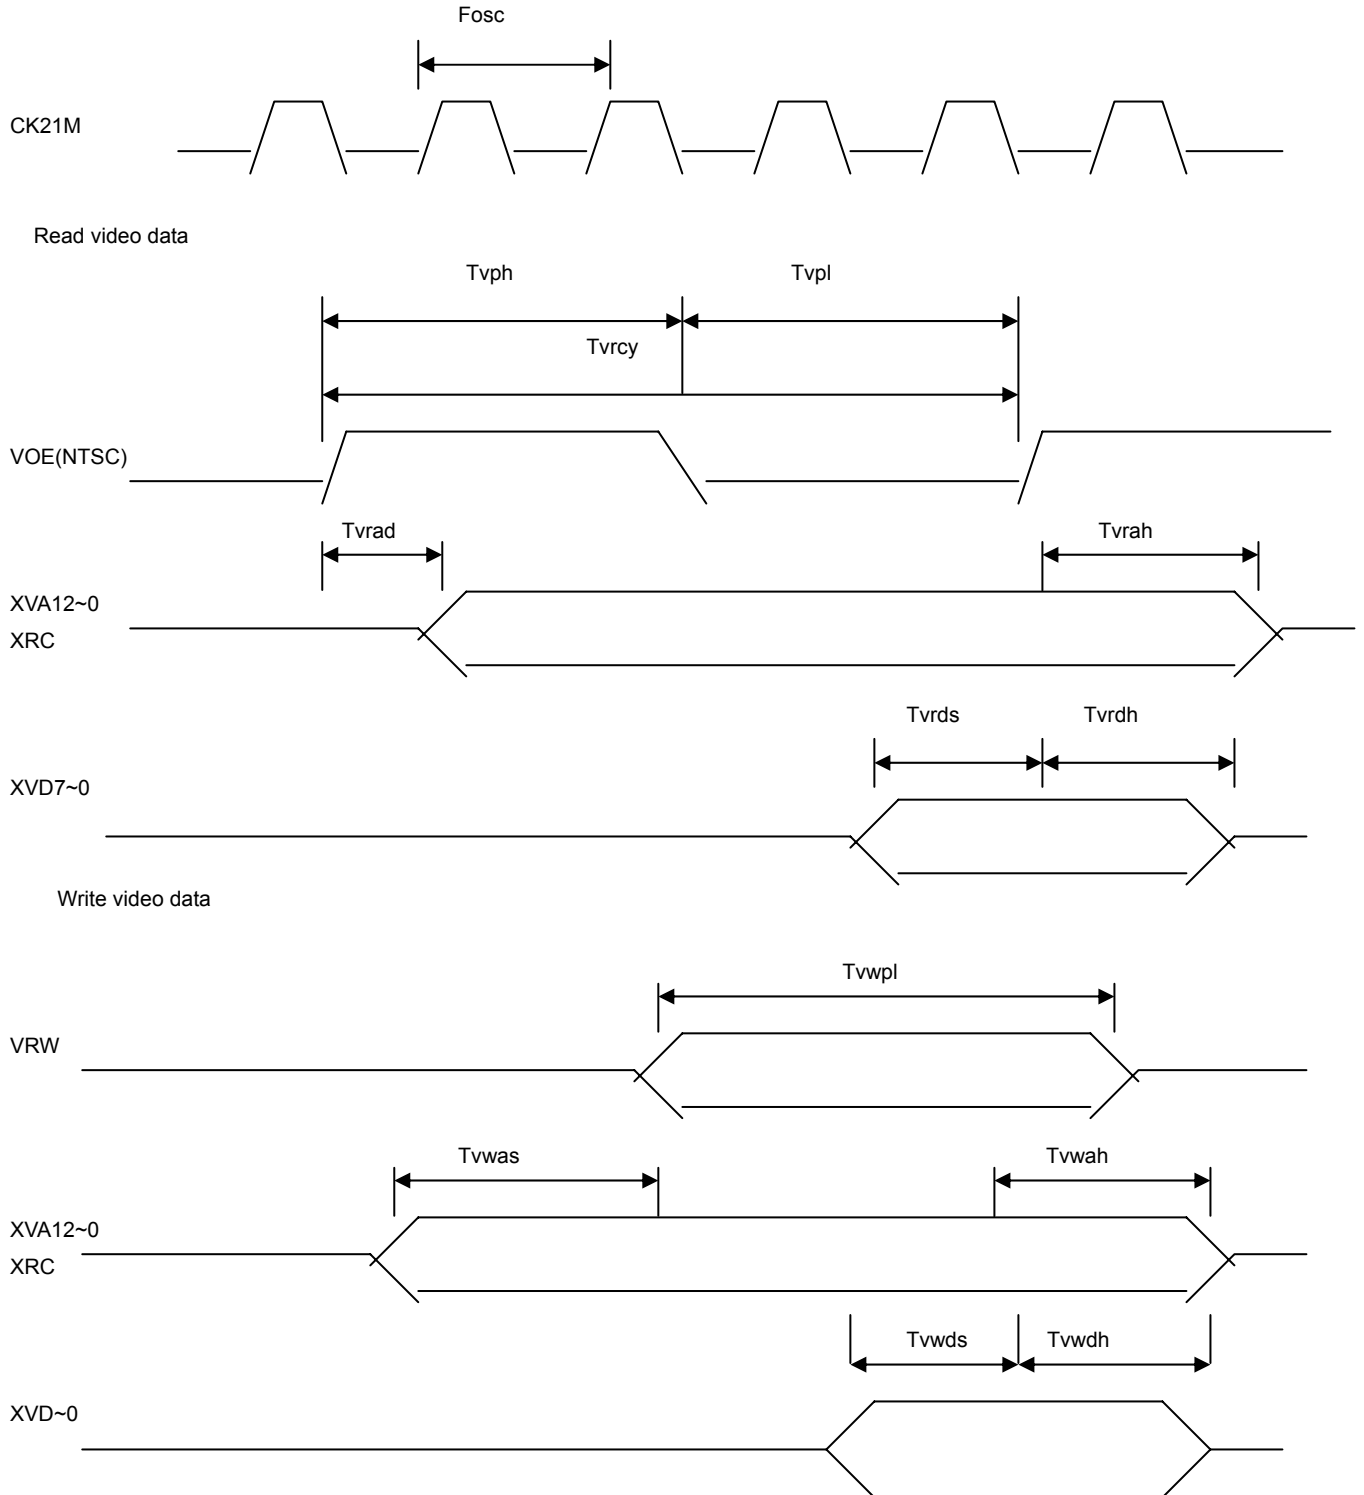 Fosc
CK21M
Read video data
Tvph Tvpl
Tvrcy
VOE(NTSC)
Tvrad Tvrah
XVA12~0
XRC
Tvrds Tvrdh
XVD7~0
Write video data
Tvwpl
VRW
Tvwas Tvwah
XVA12~0
XRC
Tvwds Tvwdh
XVD~0